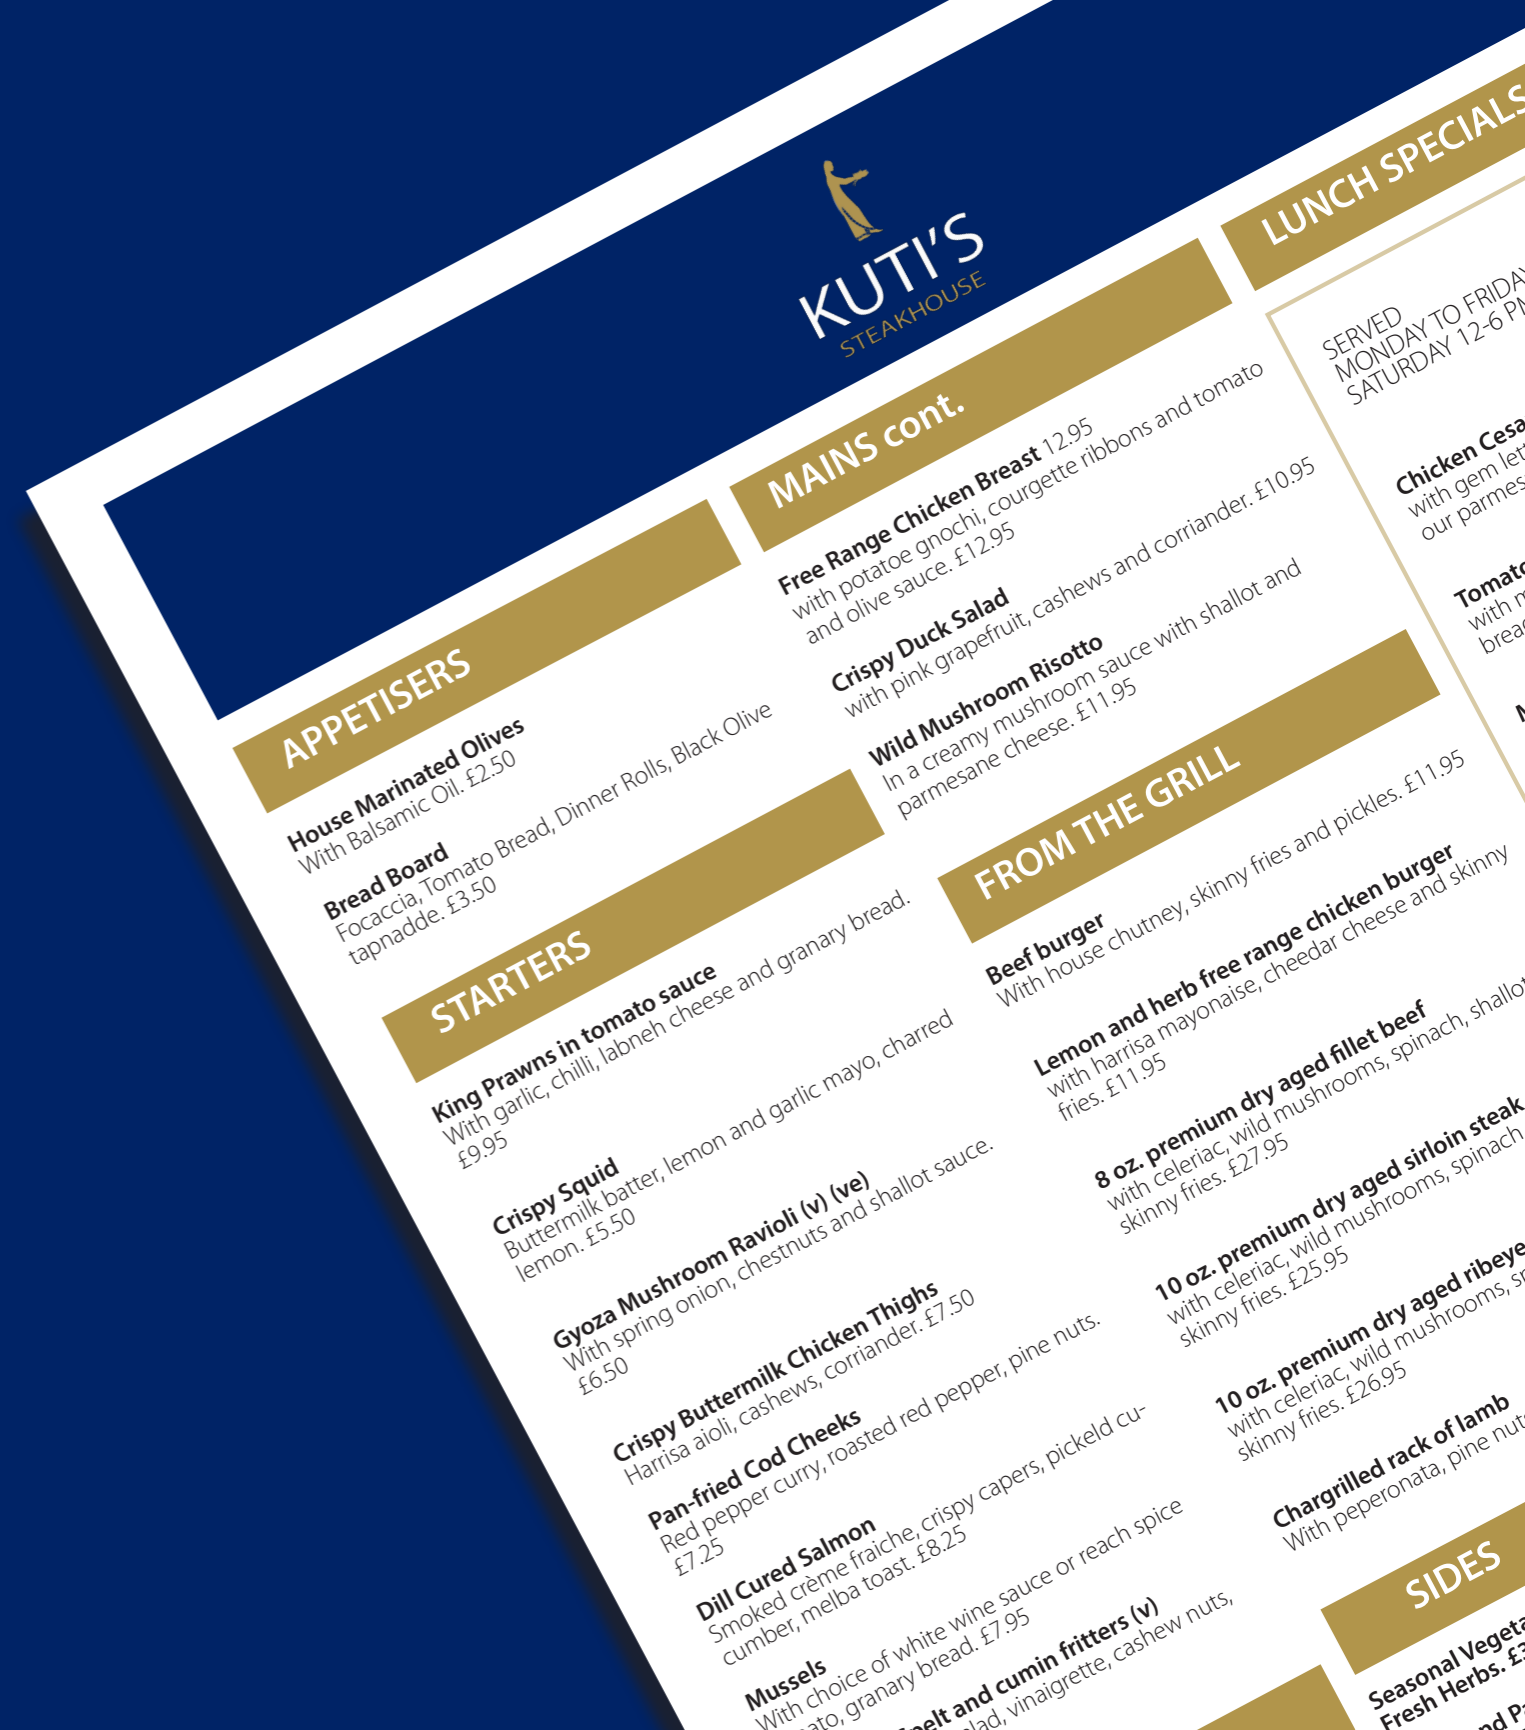 KUTI'S
STEAKHOUSE
APPETISERS
House Marinated Olives
With Balsamic Oil. £2.50
Bread Board
Focaccia, Tomato Bread, Dinner Rolls, Black Olive
tapnadde. £3.50
STARTERS
King Prawns in tomato sauce
With garlic, chilli, labneh cheese and granary bread.
£9.95
Crispy Squid
Buttermilk batter, lemon and garlic mayo, charred
lemon. £5.50
Gyoza Mushroom Ravioli (v) (ve)
With spring onion, chestnuts and shallot sauce.
£6.50
Crispy Buttermilk Chicken Thighs
Harrisa aioli, cashews, corriander. £7.50
Pan-fried Cod Cheeks
Red pepper curry, roasted red pepper, pine nuts.
£7.25
Dill Cured Salmon
Smoked crème fraiche, crispy capers, pickeld cu-
cumber, melba toast. £8.25
Mussels
With choice of white wine sauce or reach spice
granary bread. £7.95
and cumin fritters (v)
vinaigrette, cashew nuts,
MAINS cont.
Free Range Chicken Breast 12.95
with potatoe gnochi, courgette ribbons and tomato
and olive sauce. £12.95
Crispy Duck Salad
with pink grapefruit, cashews and corriander. £10.95
Wild Mushroom Risotto
In a creamy mushroom sauce with shallot and
parmesane cheese. £11.95
FROM THE GRILL
Beef burger
With house chutney, skinny fries and pickles. £11.95
Lemon and herb free range chicken burger
with harrisa mayonaise, cheedar cheese and skinny
fries. £11.95
8 oz. premium dry aged fillet beef
with celeriac, wild mushrooms, spinach, shallot
skinny fries. £27.95
10 oz. premium dry aged sirloin steak
with celeriac, wild mushrooms, spinach
skinny fries. £25.95
10 oz. premium dry aged ribeye
with celeriac, wild mushrooms,
skinny fries. £26.95
Chargrilled rack of lamb
With peperonata, pine
SIDES
Seasonal
Fresh Herbs.
LUNCH SPECIALS
SERVED
MONDAY TO FRIDAY
SATURDAY 12-6 PM
Chicken
with gem
our
with